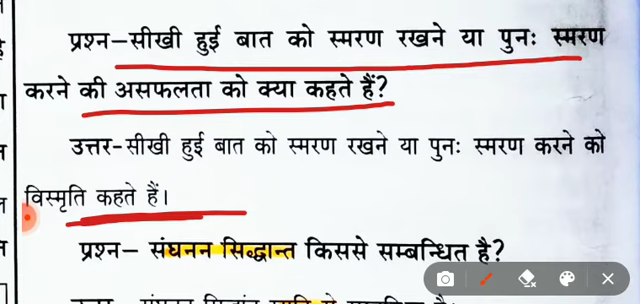 प्रश्न–सीखी हुई बात को स्मरण रखने या पुनः स्मरण
करने की असफलता को क्या कहते हैं?
उत्तर-सीखी हुई बात को स्मरण रखने या पुनः स्मरण करने को
विस्मृति कहते हैं।
प्रश्न– संघनन सिद्धान्त किससे सम्बन्धित है?